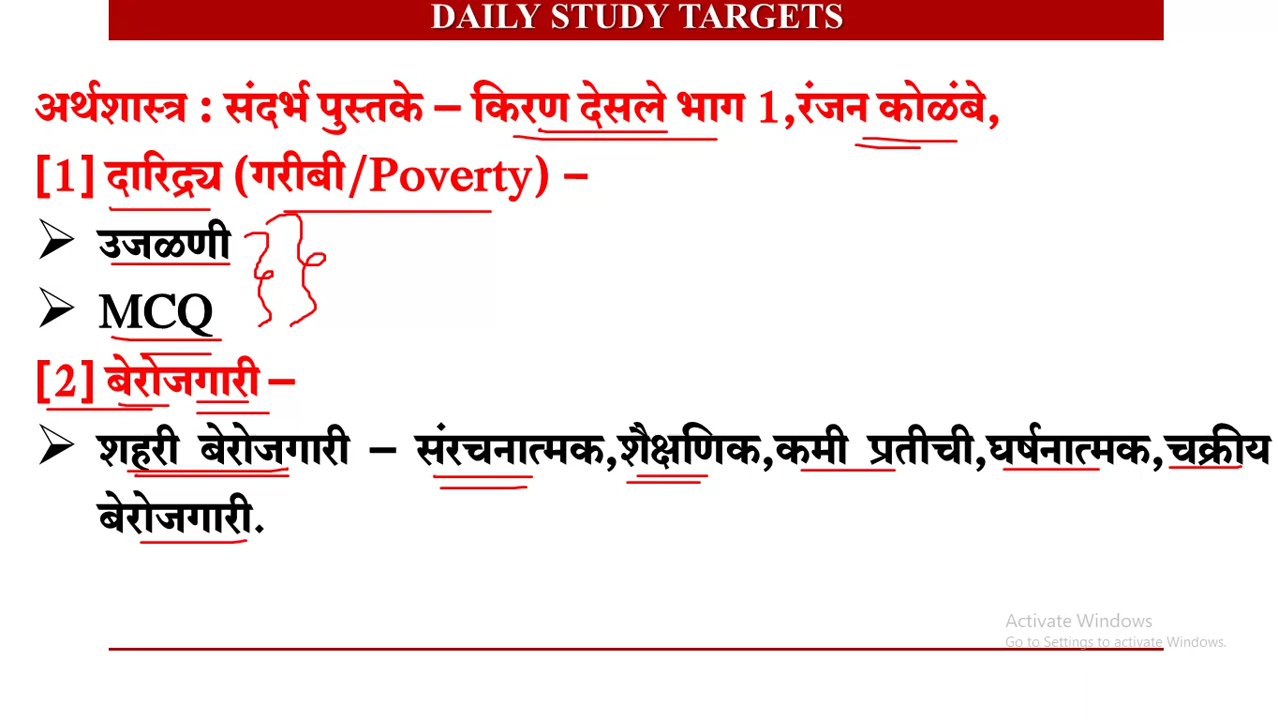 DAILY STUDY TARGETS
अर्थशास्त्र : संदर्भ पुस्तके – किरण देसले भाग 1,रंजन कोळंबे,
[1] दारिद्र्य (गरीबी/Poverty) –
➢ उजळणी
➢ MCQ
[2] बेरोजगारी –
➢ शहरी बेरोजगारी – संरचनात्मक,शैक्षणिक,कमी प्रतीची,घर्षनात्मक,चक्रीय
बेरोजगारी.
Activate Windows
Go to Settings to activate Windows.